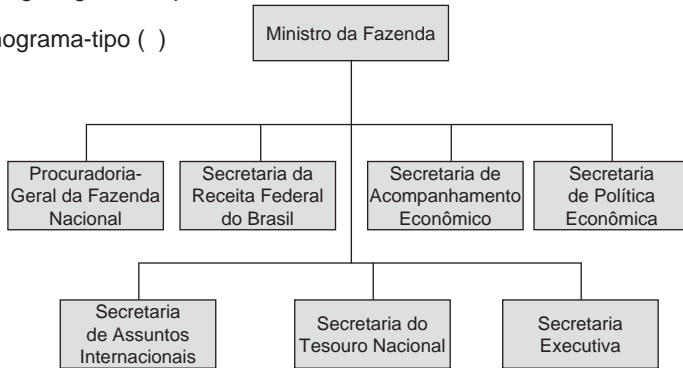 nograma-tipo ( )
Ministro da Fazenda
Procuradoria-
Geral da Fazenda
Nacional
Secretaria da
Receita Federal
do Brasil
Secretaria de
Acompanhamento
Econômico
Secretaria
de Política
Econômica
Secretaria
de Assuntos
Internacionais
Secretaria do
Tesouro Nacional
Secretaria
Executiva